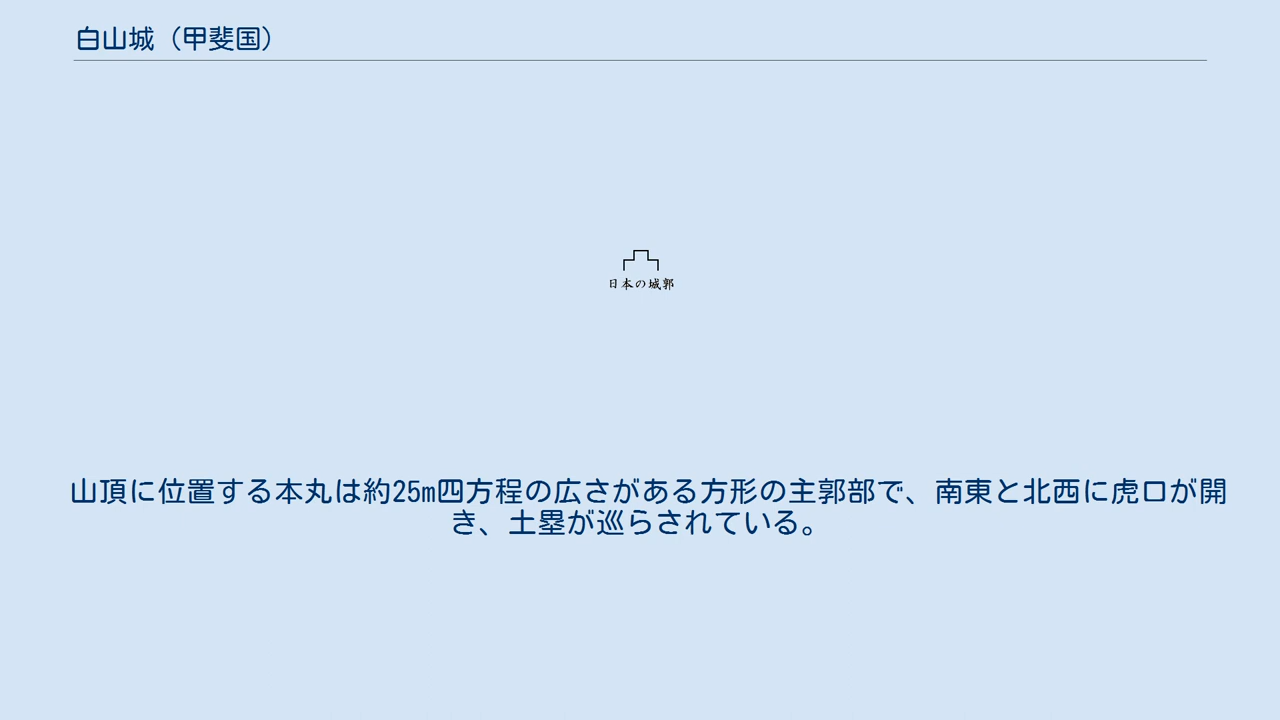 白山城（甲斐国）
日本の城郭
山頂に位置する本丸は約25m四方程の広さがある方形の主郭部で、南東と北西に虎口が開
き、土塁が巡らされている。